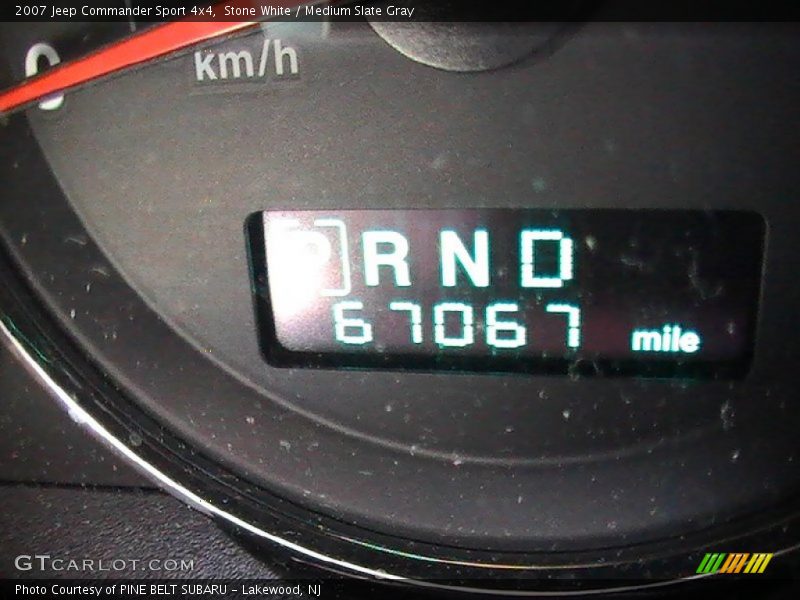 2007 Jeep Commander Sport 4x4, Stone White / Medium Slate Gray
0
km/h
P R N D
67067 mile
GTCARLOT.COM
Photo Courtesy of PINE BELT SUBARU - Lakewood, NJ